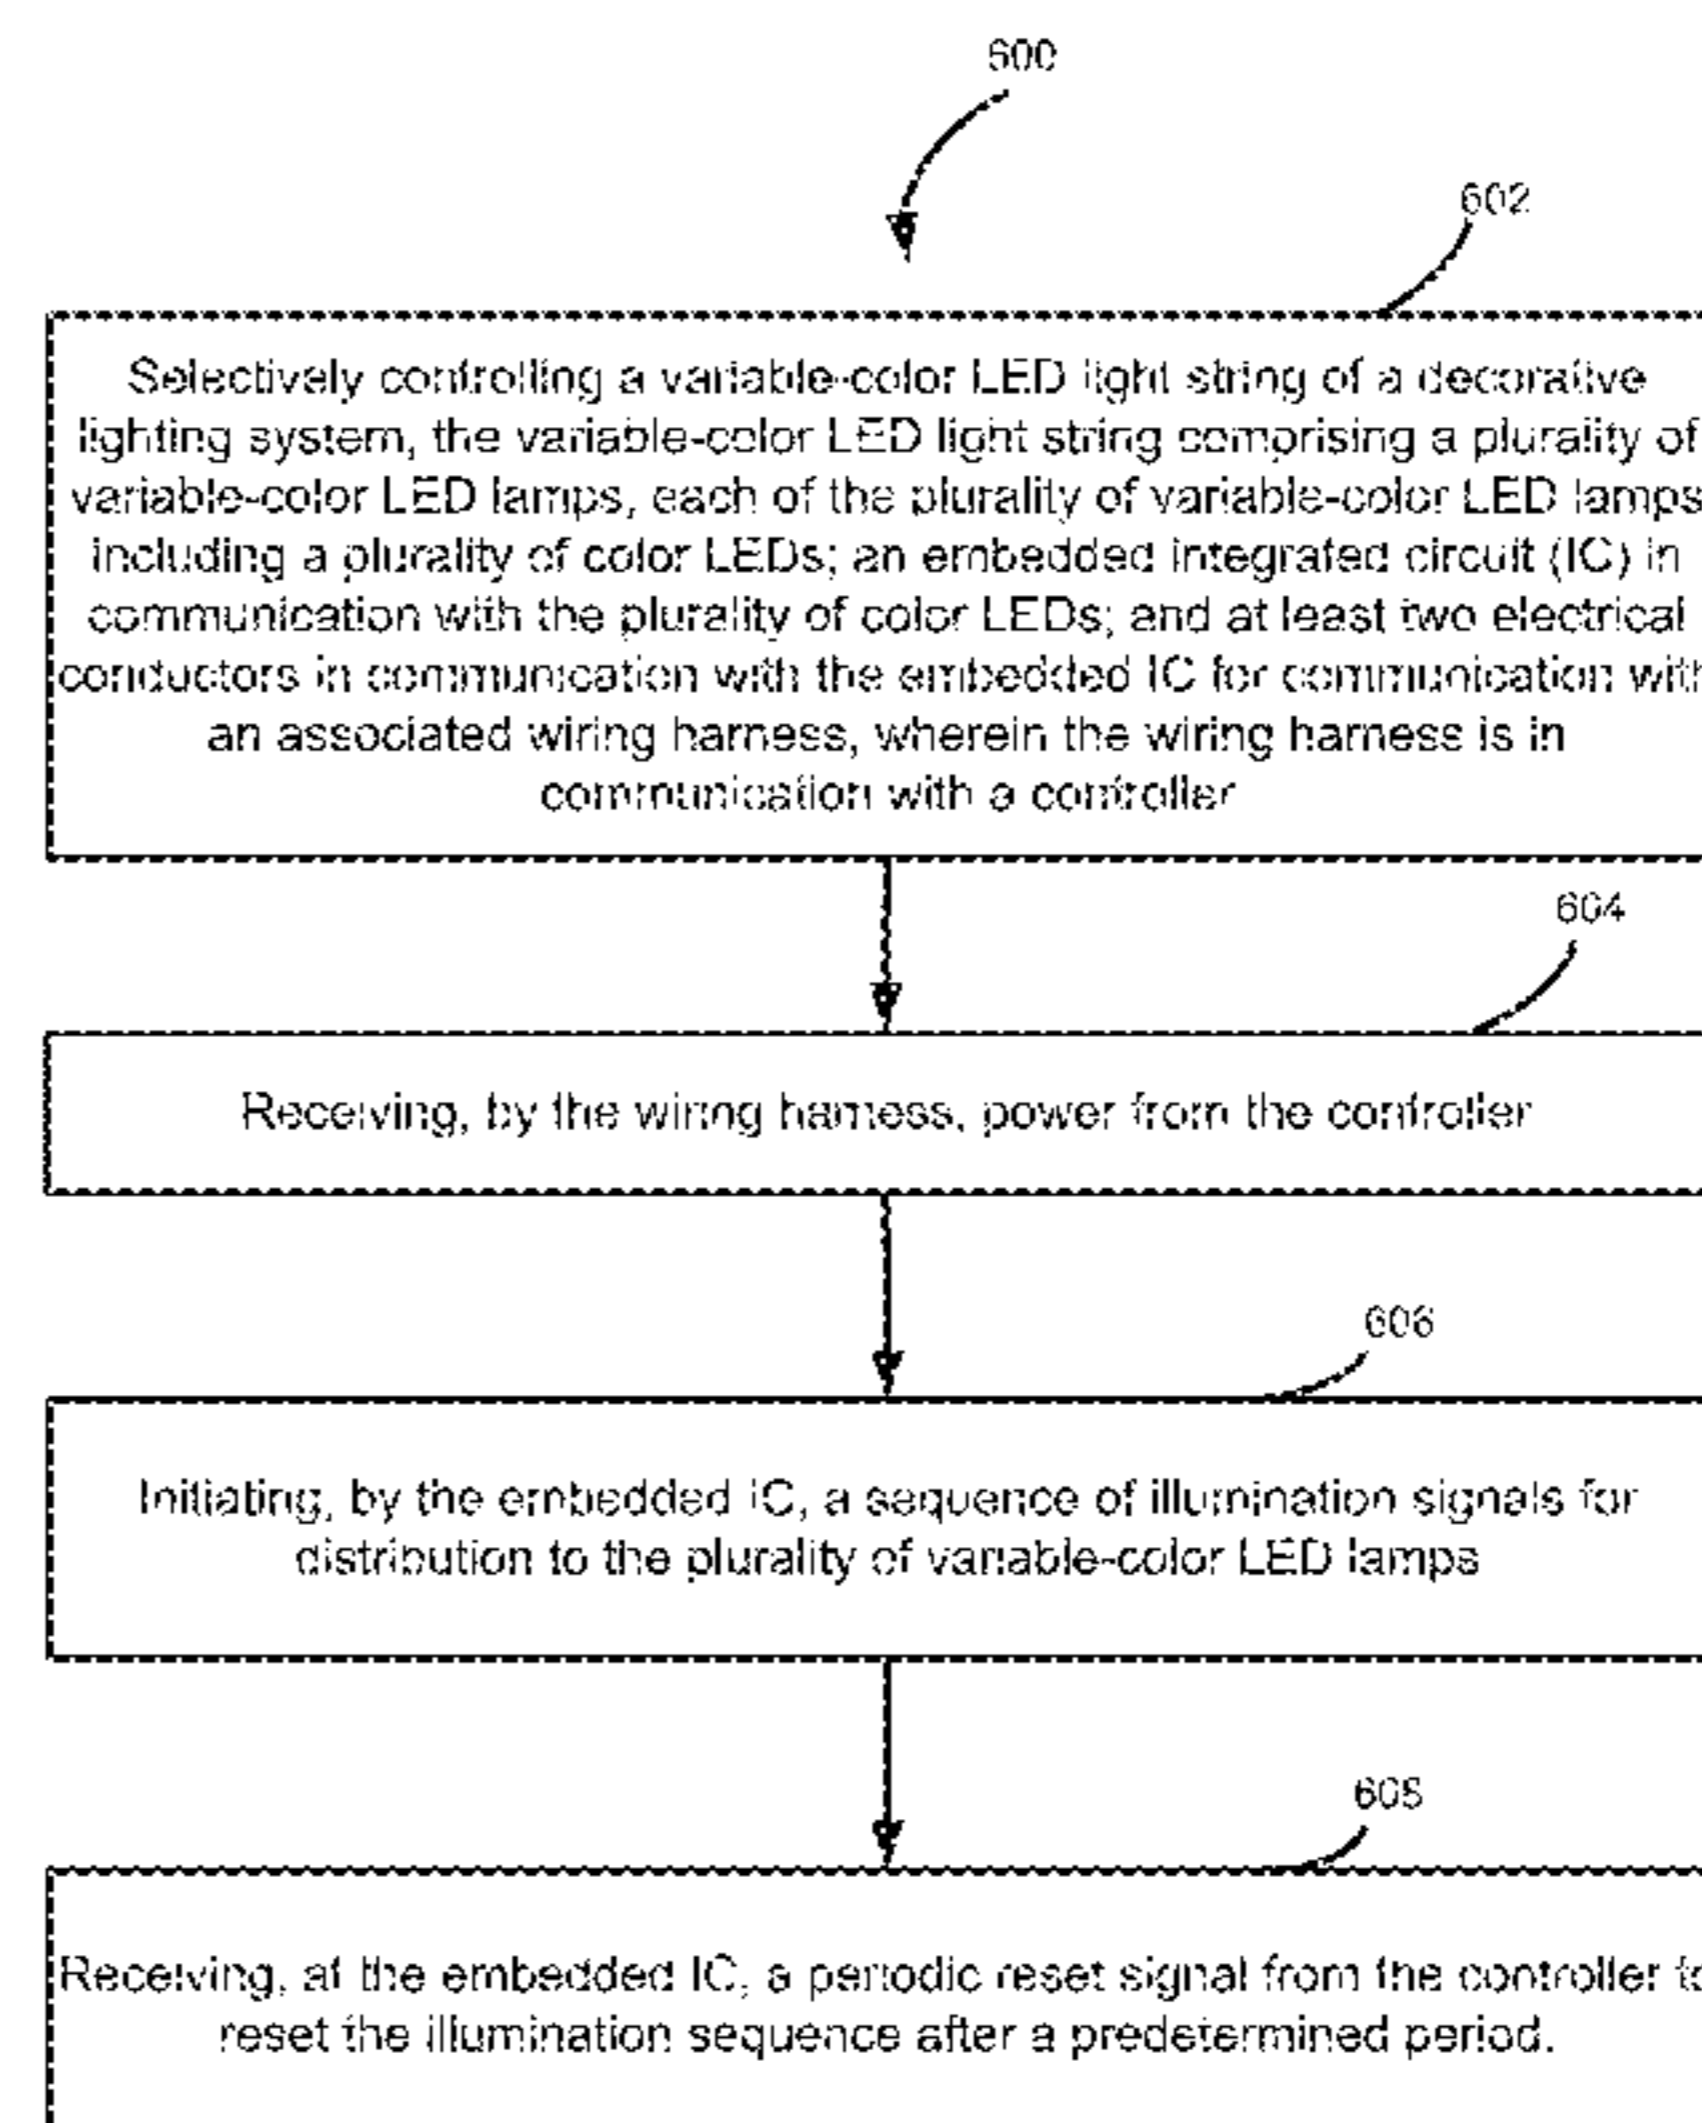 600
602
Selectively controlling a variable-color LED light string of a decorative
lighting system, the variable-color LED light string comprising a plurality of
variable-color LED lamps, each of the plurality of variable-color LED lamps
including a plurality of color LEDs; an embedded integrated circuit (IC) in
communication with the plurality of color LEDs; and at least two electrical
conductors in communication with the embedded IC for communication with
an associated wiring harness, wherein the wiring harness is in
communication with a controller
604
Receiving, by the wiring harness, power from the controller
606
Initiating, by the embedded IC, a sequence of illumination signals for
distribution to the plurality of variable-color LED lamps
608
Receiving, at the embedded IC, a periodic reset signal from the controller to
reset the illumination sequence after a predetermined period.